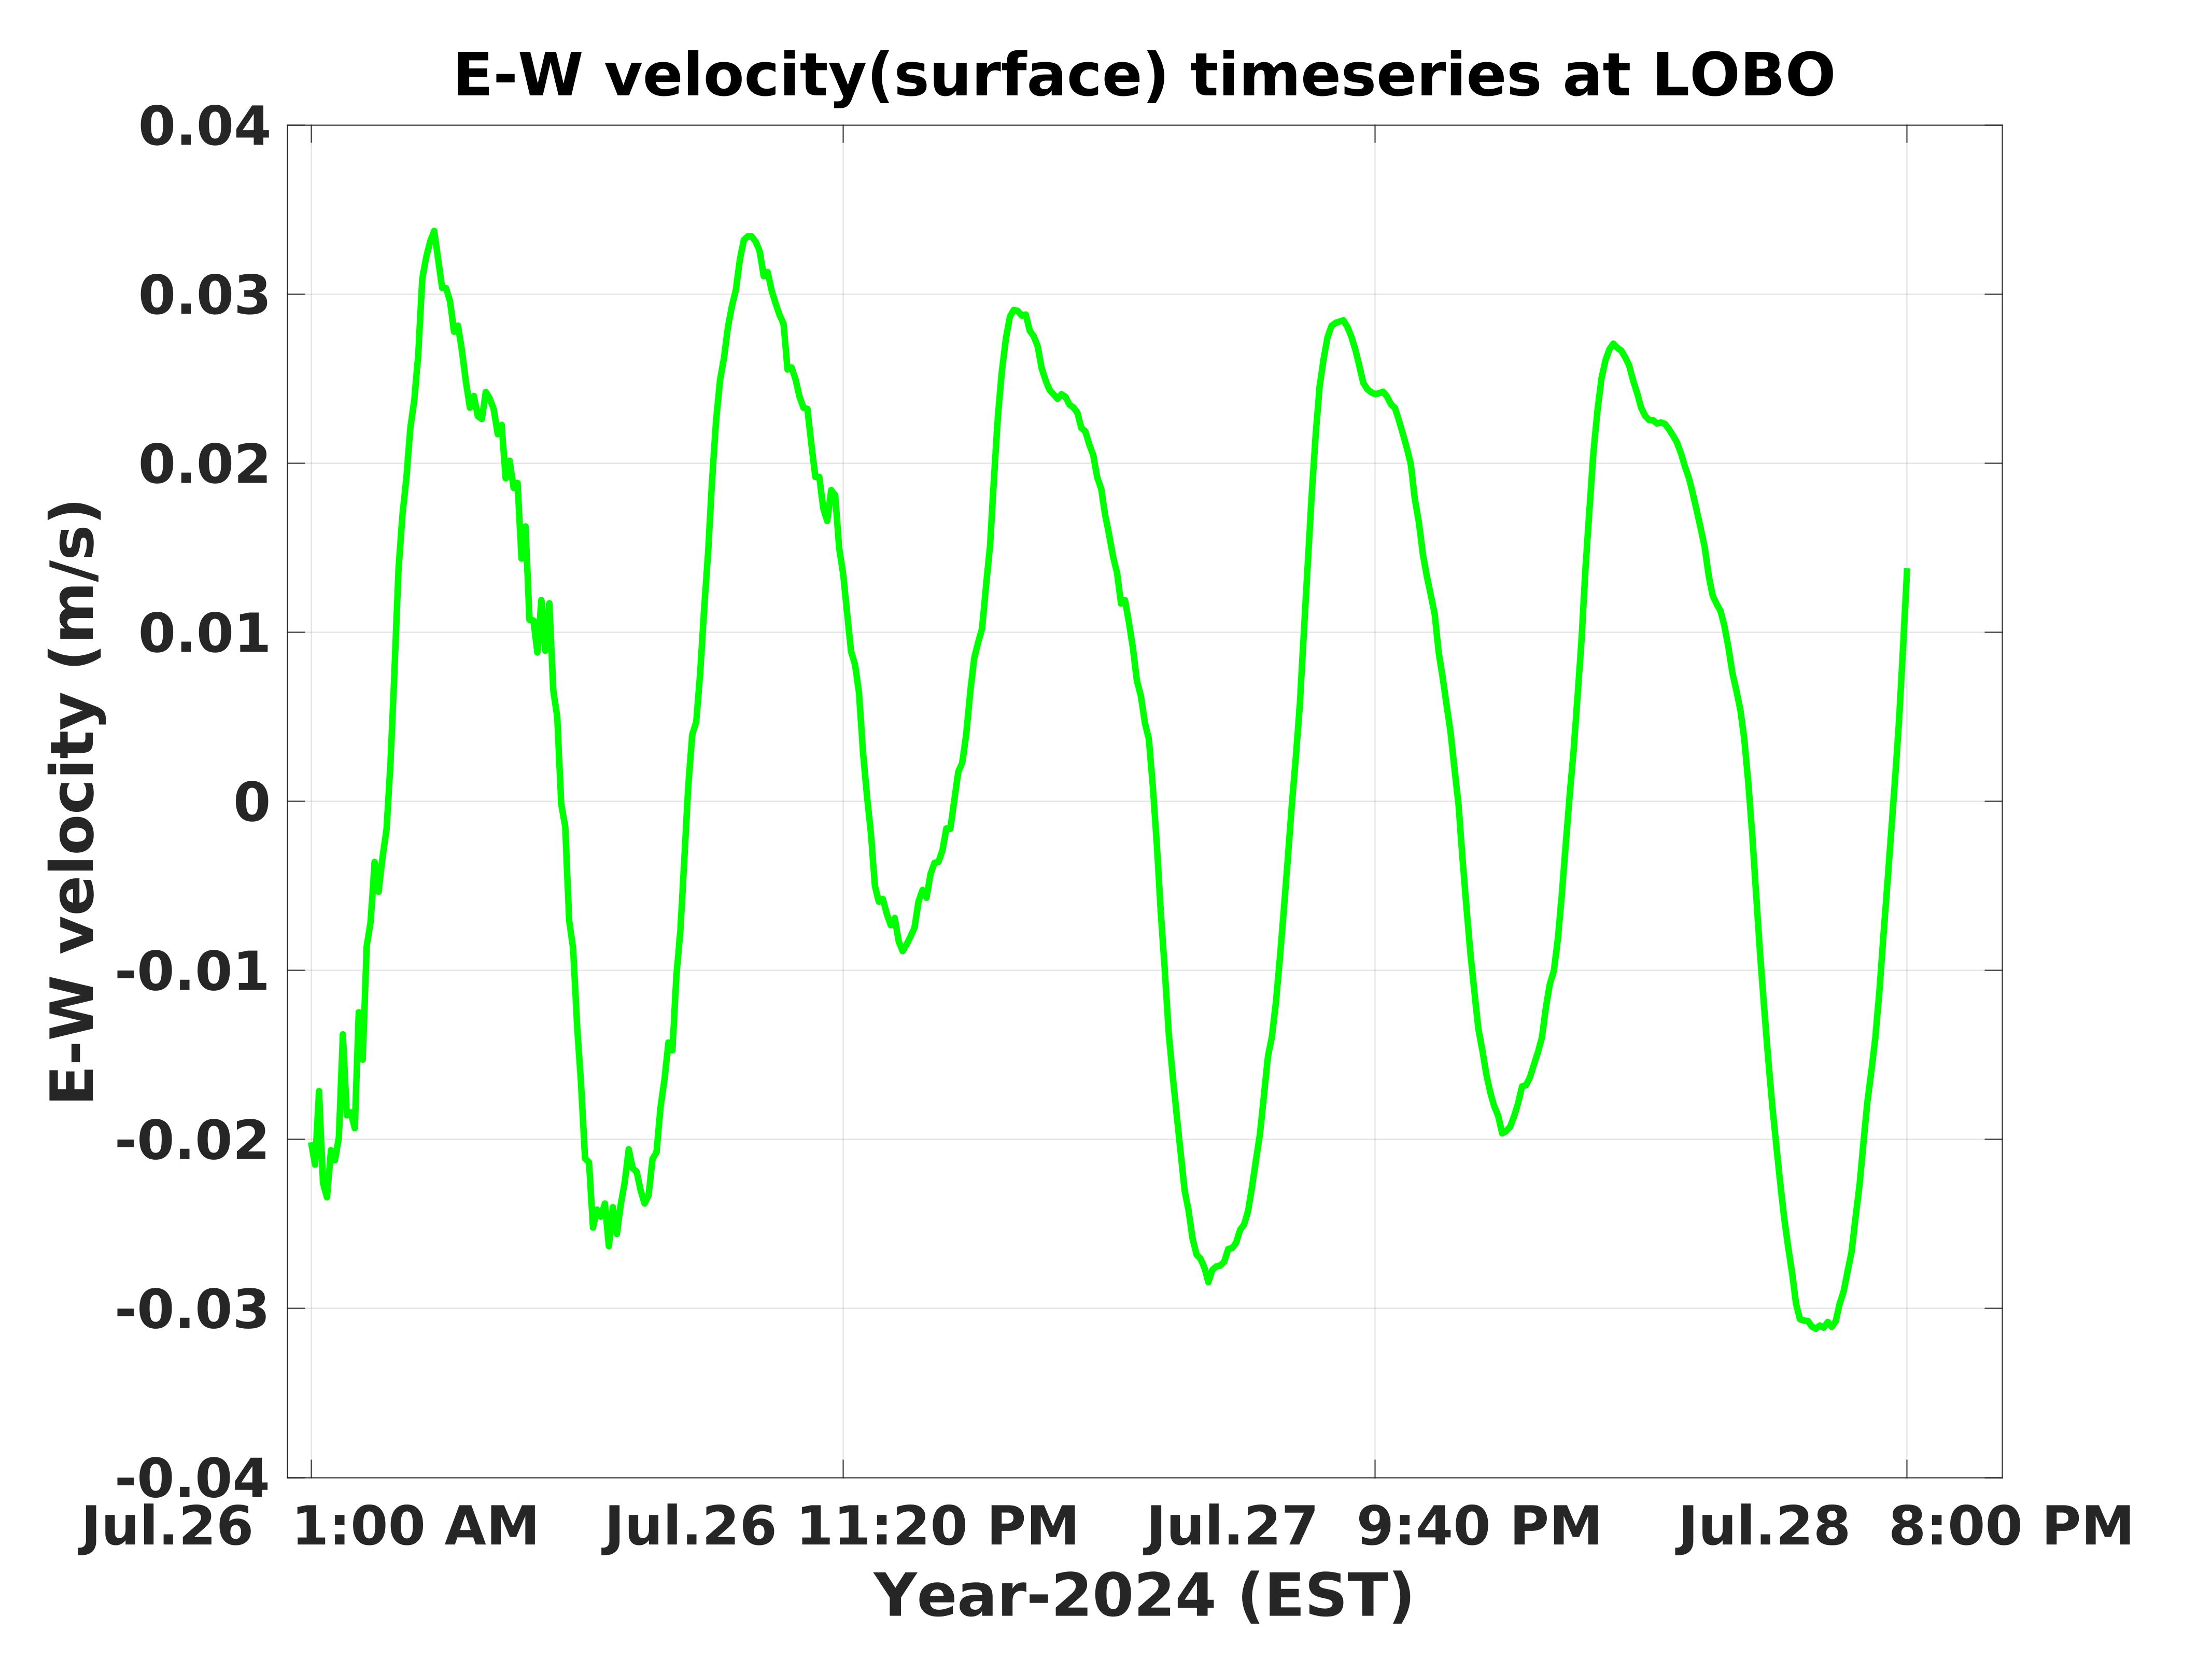 E-W velocity(surface) timeseries at LOBO
E-W velocity (m/s)
0.04
0.03
0.02
0.01
0
-0.01
-0.02
-0.03
-0.04
Jul.26 1:00 AM
Jul.26 11:20 PM
Jul.27 9:40 PM
Jul.28 8:00 PM
Year-2024 (EST)